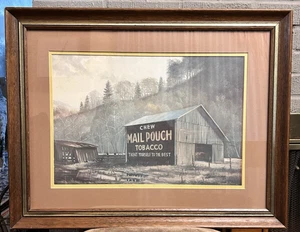 CHEW
MAIL POUCH
TOBACCO
TREAT YOURSELF TO THE BEST